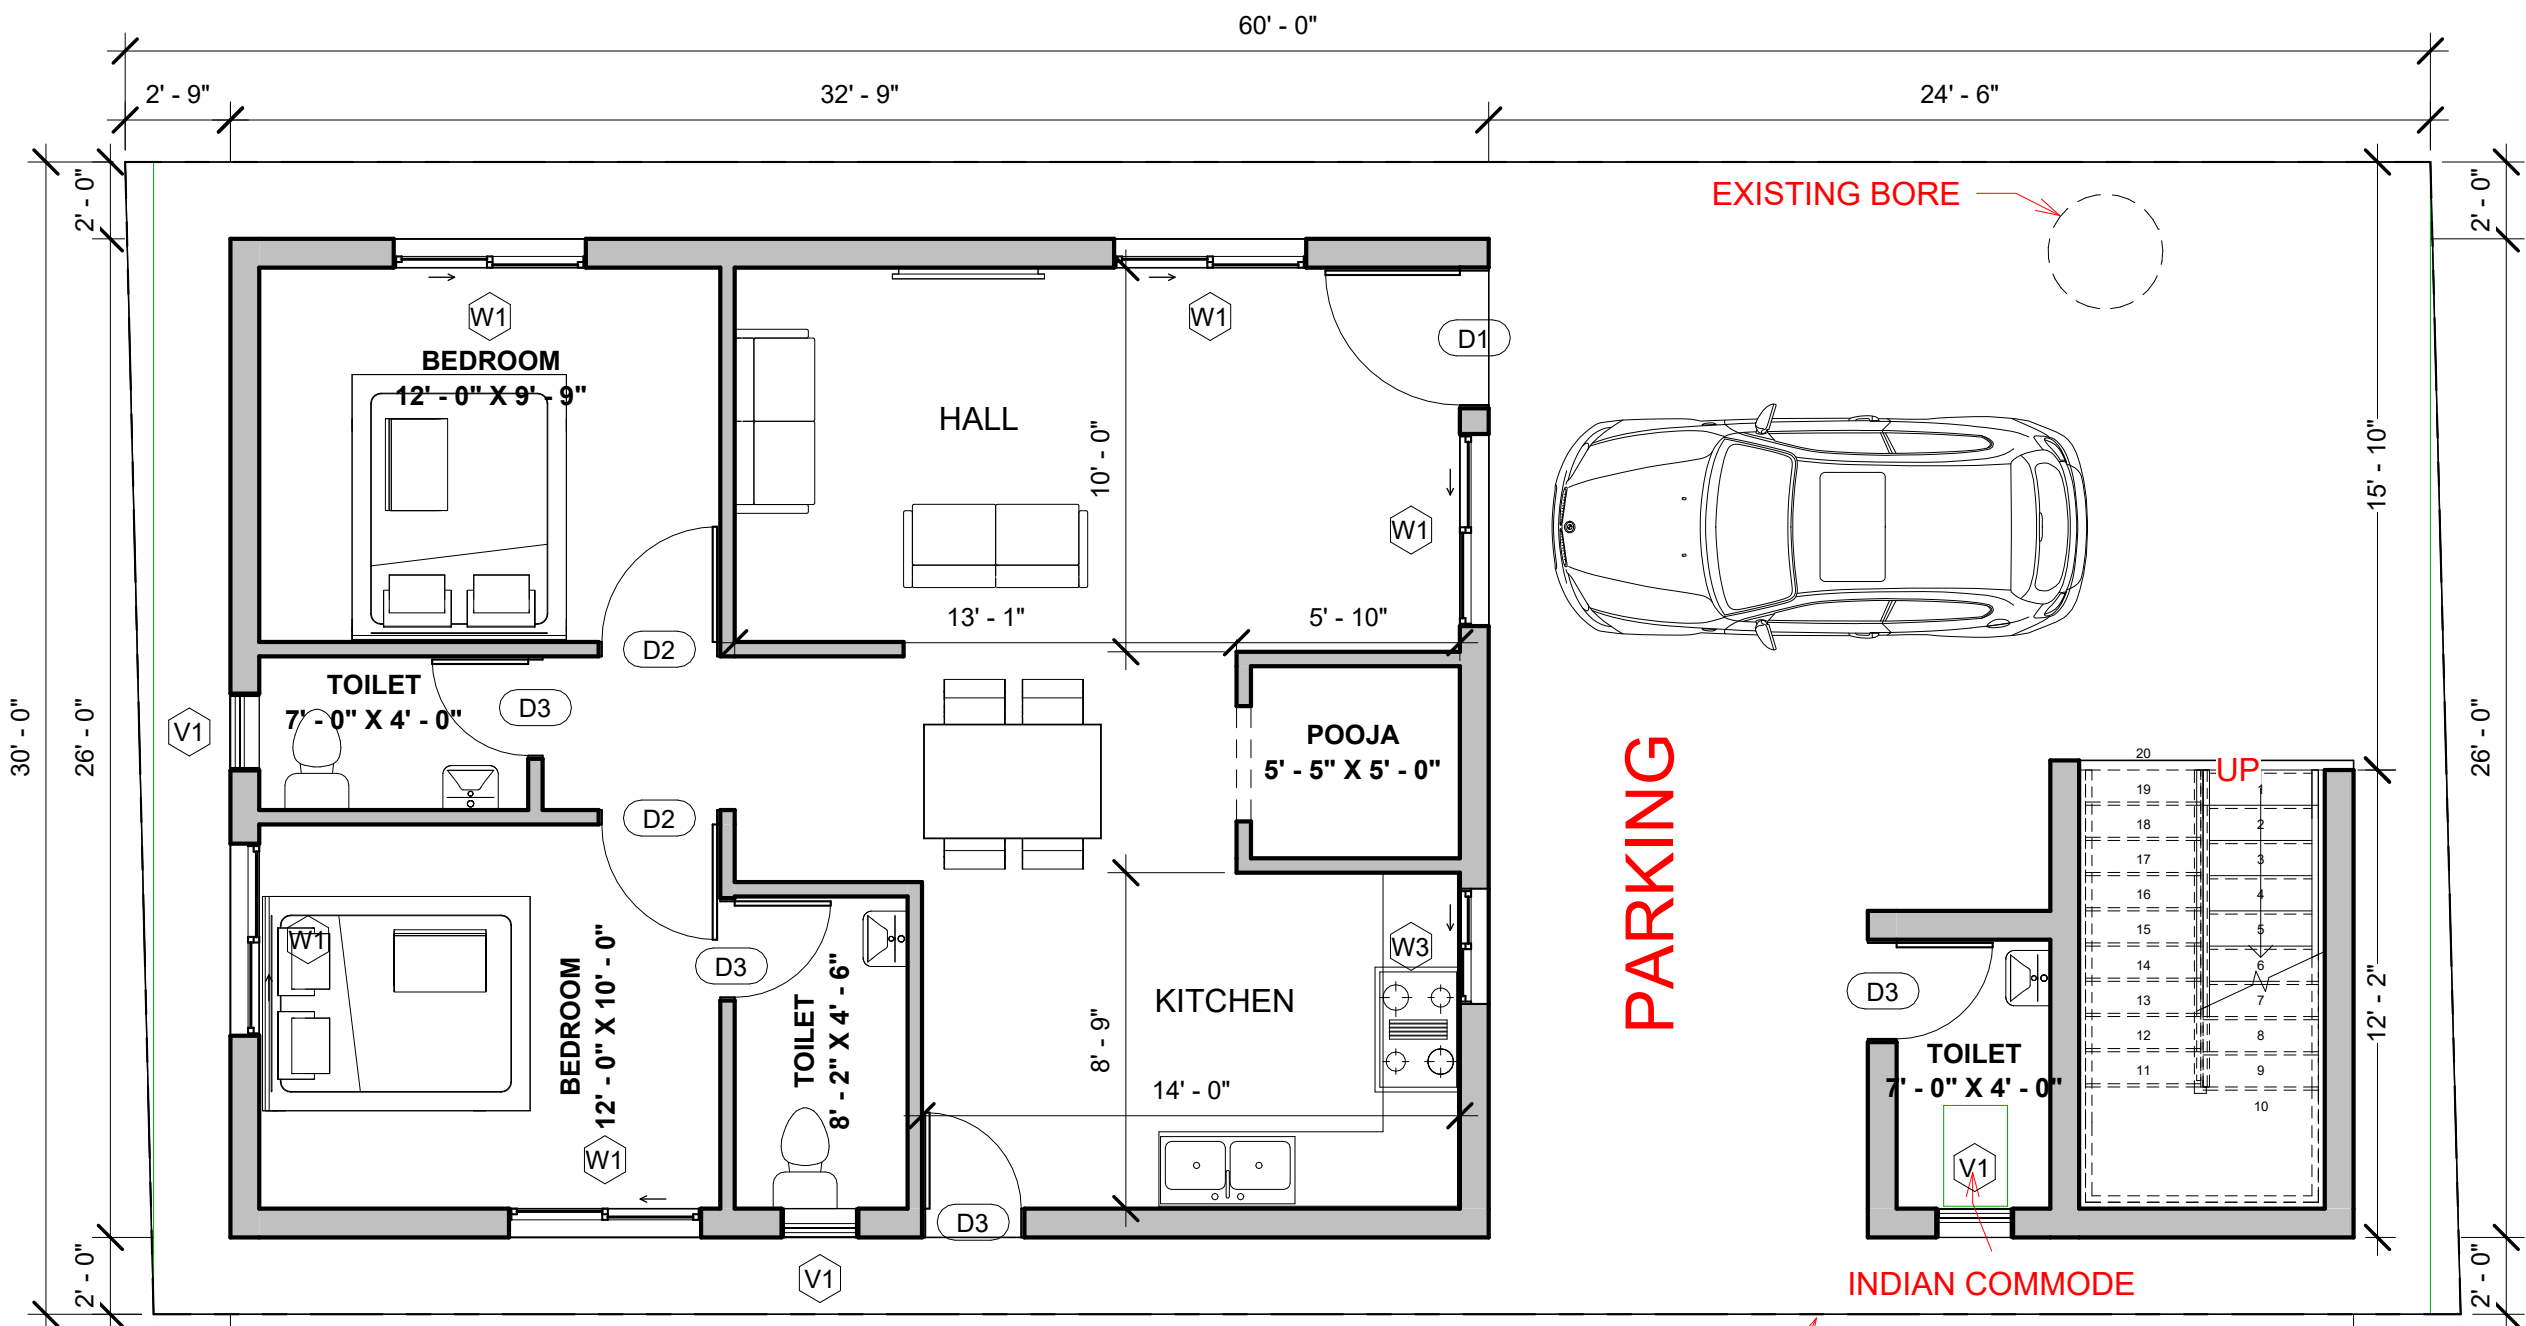 60' - 0"
2' - 9"
32' - 9"
24' - 6"
2' - 0"
EXISTING BORE
2' - 0"
W1
W1
D1
BEDROOM
12' - 0" X 9' - 9"
HALL
10' - 0"
15' - 10"
W1
13' - 1"
5' - 10"
D2
TOILET
7' - 0" X 4' - 0"
D3
V1
30' - 0"
26' - 0"
POOJA
5' - 5" X 5' - 0"
PARKING
26' - 0"
UP
20
19
18
17
16
15
14
13
12
11
1
2
3
4
5
6
7
8
9
10
D2
W1
D3
BEDROOM
12' - 0" X 10' - 0"
TOILET
8' - 2" X 4' - 6"
W3
KITCHEN
8' - 9"
14' - 0"
D3
TOILET
7' - 0" X 4' - 0"
12' - 2"
W1
V1
D3
V1
INDIAN COMMODE
2' - 0"
2' - 0"